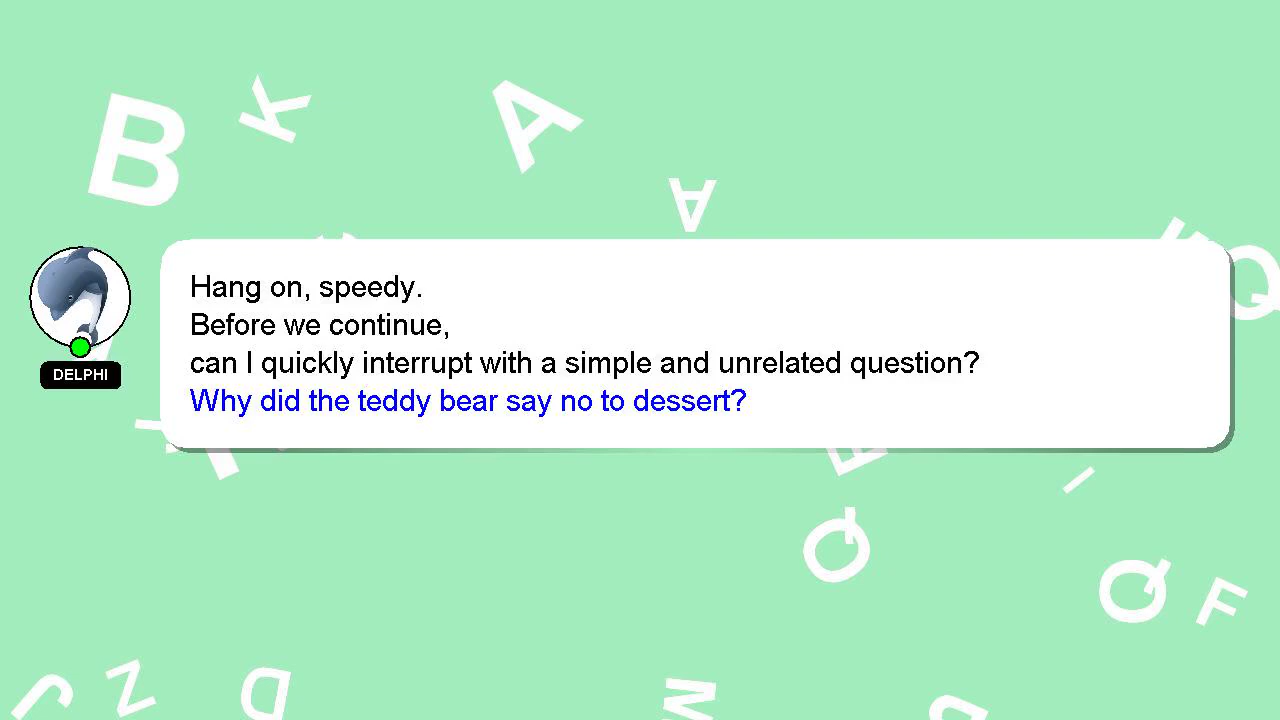 Hang on, speedy.
Before we continue,
can I quickly interrupt with a simple and unrelated question?
Why did the teddy bear say no to dessert?
DELPHI
B
K
A
A
Q
E
I
Q
Q
F
J
Z
D
M